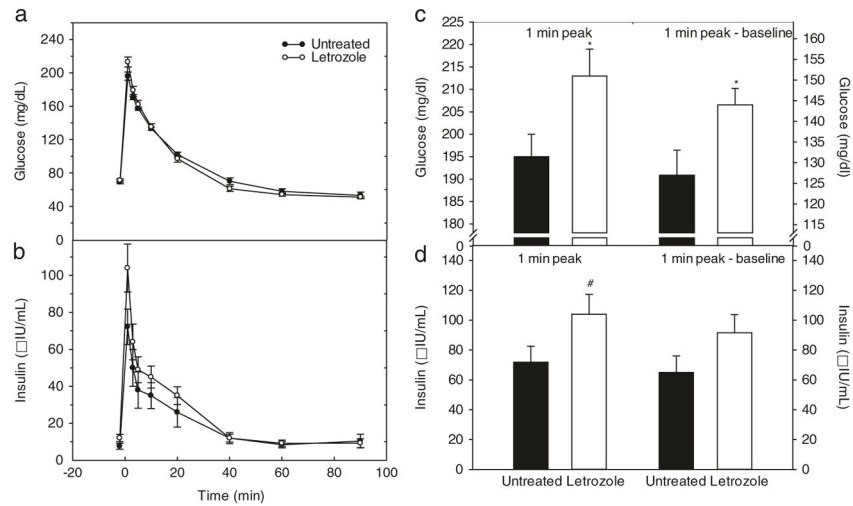 a
Untreated
Letrozole
Glucose (mg/dL)
240
200
160
120
80
40
0
b
Insulin (□IU/mL)
100
80
60
40
20
0
-20 0 20 40 60 80 100
Time (min)
c
1 min peak
1 min peak - baseline
*
*
Glucose (mg/dl)
225
220
215
210
205
200
195
190
185
180
0
Glucose (mg/dl)
160
155
150
145
140
135
130
125
120
115
0
d
1 min peak
1 min peak - baseline
#
Insulin (□IU/mL)
140
120
100
80
60
40
20
0
Insulin (□IU/mL)
140
120
100
80
60
40
20
0
Untreated Letrozole Untreated Letrozole